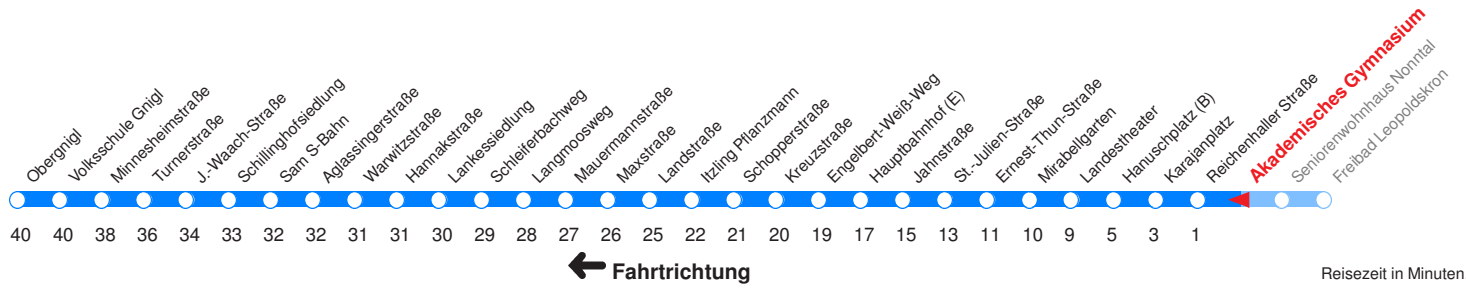 Obergnigl
Volksschule Gnigl
Minnesheimstraße
Turnerstraße
J.-Waach-Straße
Schillinghofsiedlung
Sam S-Bahn
Aglassingerstraße
Warwitzstraße
Hannakstraße
Lankessiedlung
Schleiferbachweg
Langmoosweg
Mauermannstraße
Maxstraße
Landstraße
Itzling Pflanzmann
Schopperstraße
Kreuzstraße
Engelbert-Weiß-Weg
Hauptbahnhof (E)
Jahnstraße
St.-Julien-Straße
Ernest-Thun-Straße
Mirabellgarten
Landestheater
Hanuschplatz (B)
Karajanplatz
Reichenhaller Straße
Akademisches Gymnasium
Seniorenwohnhaus Nonntal
Freibad Leopoldskron
40 40 38 36 34 33 32 32 31 31 30 29 28 27 26 25 22 21 20 19 17 15 13 11 10 9 5 3 1
Fahrtrichtung
Reisezeit in Minuten